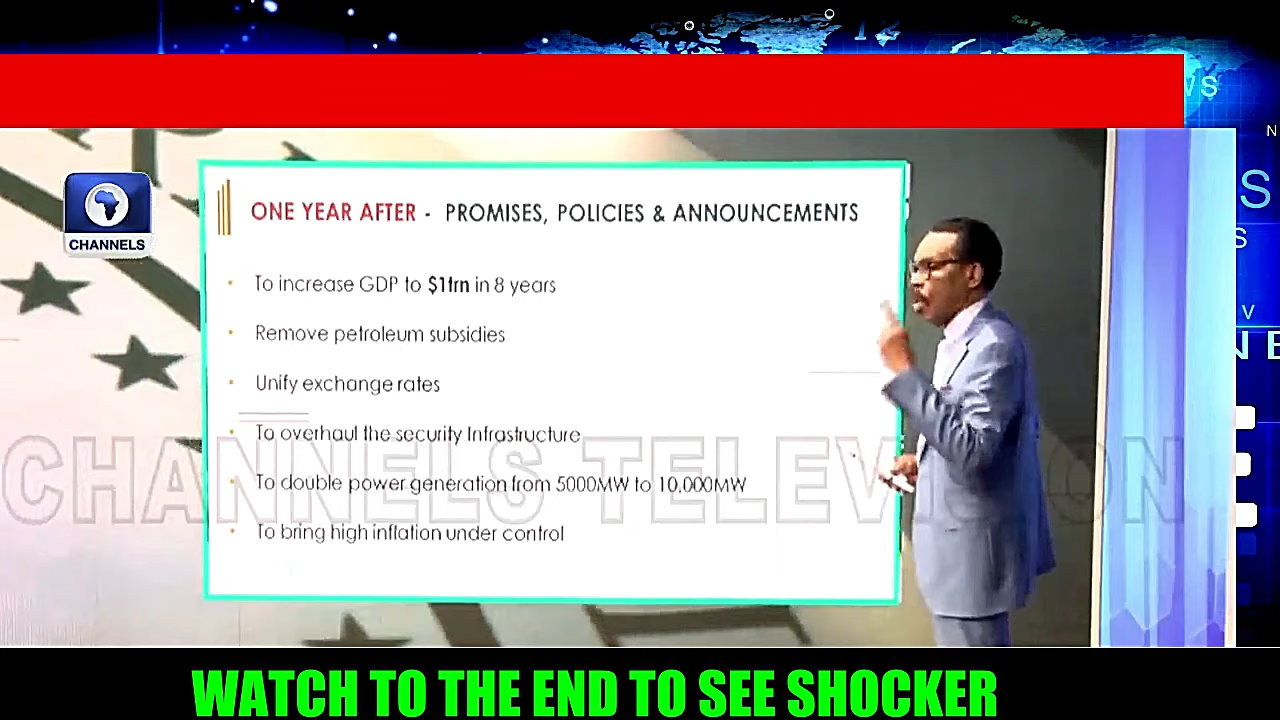 WS
N
CHANNELS
ONE YEAR AFTER - PROMISES, POLICIES & ANNOUNCEMENTS
S
S
To increase GDP to $1trn in 8 years
V
Remove petroleum subsidies
NE
Unify exchange rates
To overhaul the security Infrastructure
CHANNELS TELEVISION
To double power generation from 5000MW to 10,000MW
To bring high inflation under control
WATCH TO THE END TO SEE SHOCKER